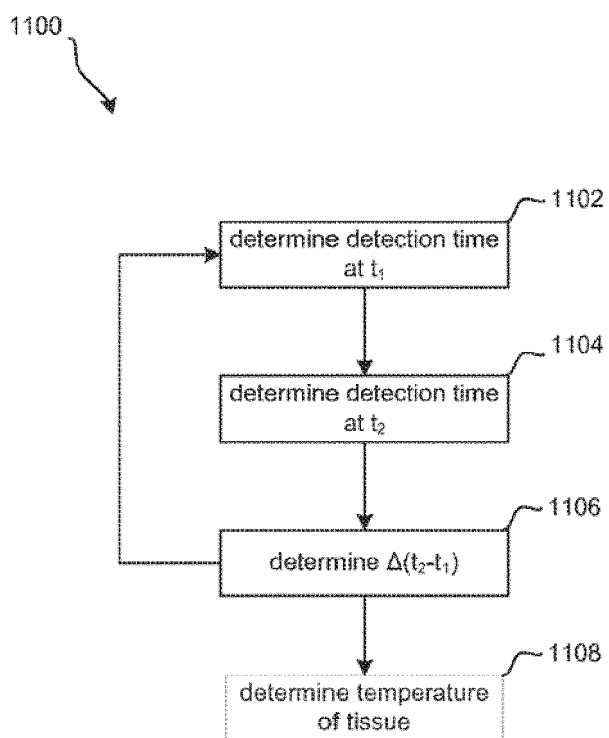 1100
1102
determine detection time
at t₁
1104
determine detection time
at t₂
1106
determine Δ(t₂-t₁)
1108
determine temperature
of tissue